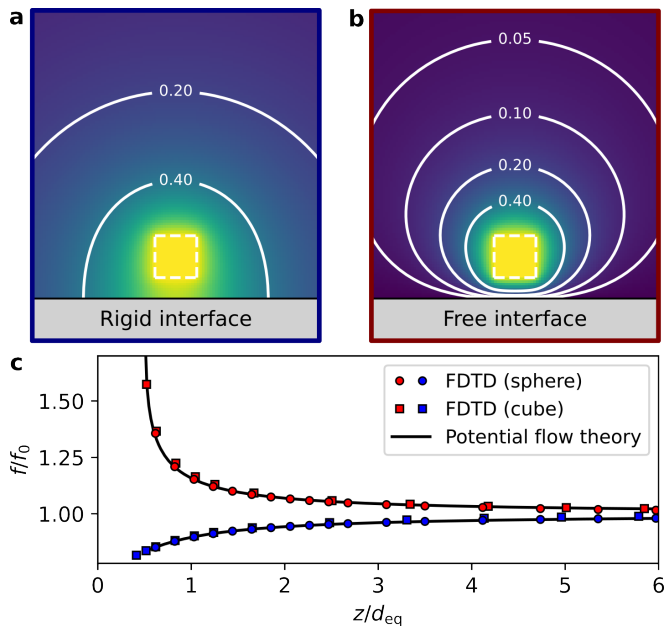 a
0.20
0.40
Rigid interface
b
0.05
0.10
0.20
0.40
Free interface
c
f/f₀
1.50
1.25
1.00
FDTD (sphere)
FDTD (cube)
Potential flow theory
0 1 2 3 4 5 6
z/d_eq